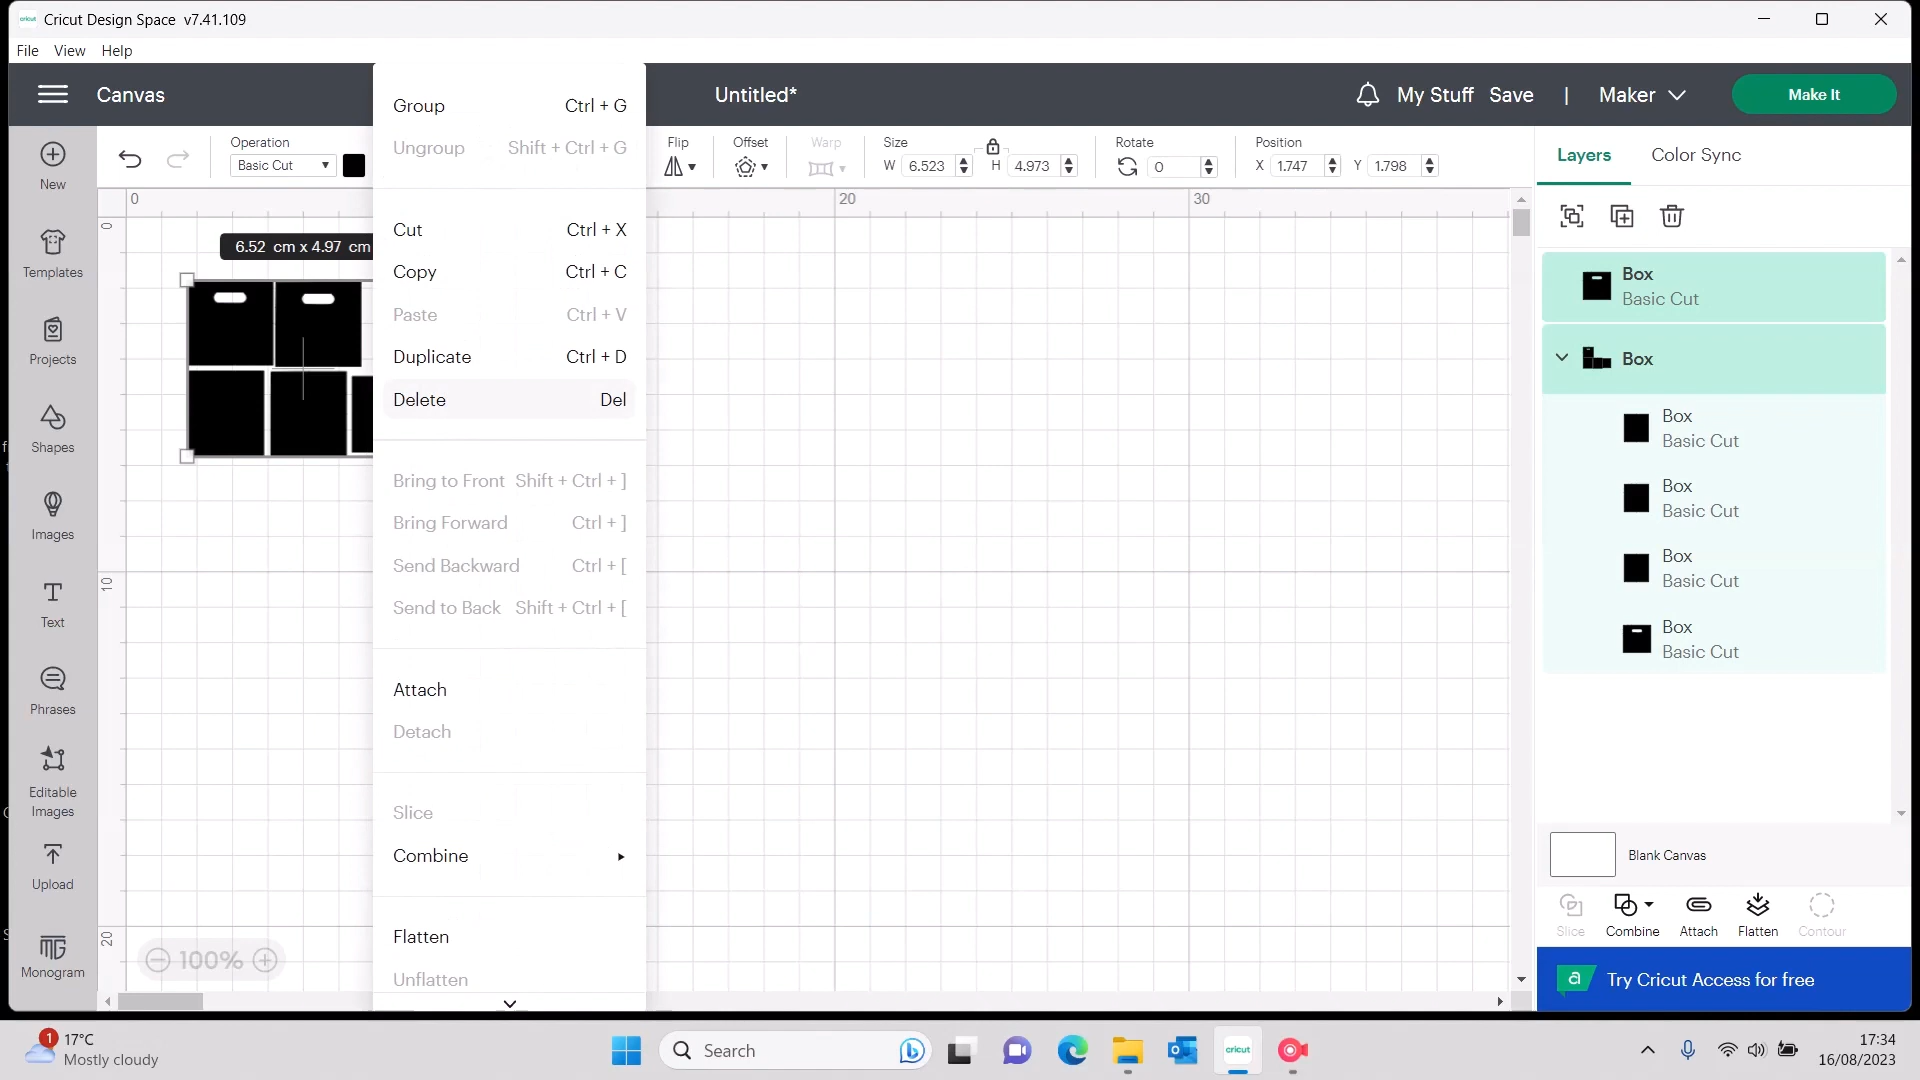 cricut Cricut Design Space v7.41.109
File View Help
Canvas
Untitled*
My Stuff Save | Maker
Make It
New
Templates
Projects
Shapes
Images
Text
Phrases
Editable
Images
Upload
Monogram
Operation
Basic Cut
Flip
Offset
Warp
Size
W 6.523
H 4.973
Rotate
0
Position
X 1.747
Y 1.798
0
20
30
0
10
20
6.52 cm x 4.97 cm
100%
Group Ctrl + G
Ungroup Shift + Ctrl + G
Cut Ctrl + X
Copy Ctrl + C
Paste Ctrl + V
Duplicate Ctrl + D
Delete Del
Bring to Front Shift + Ctrl + ]
Bring Forward Ctrl + ]
Send Backward Ctrl + [
Send to Back Shift + Ctrl + [
Attach
Detach
Slice
Combine
Flatten
Unflatten
Layers
Color Sync
Box
Basic Cut
Box
Box
Basic Cut
Box
Basic Cut
Box
Basic Cut
Box
Basic Cut
Blank Canvas
Slice
Combine
Attach
Flatten
Contour
a Try Cricut Access for free
1
17°C
Mostly cloudy
Search
cricut
17:34
16/08/2023